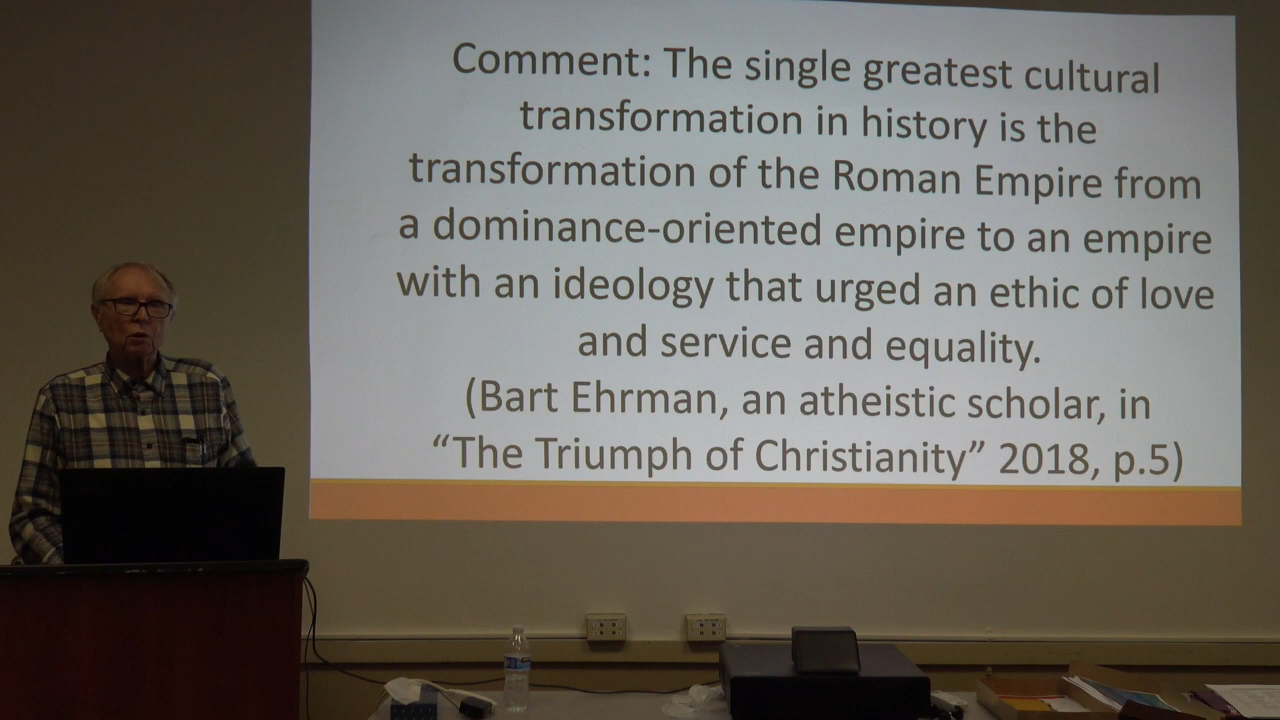 Comment: The single greatest cultural
transformation in history is the
transformation of the Roman Empire from
a dominance-oriented empire to an empire
with an ideology that urged an ethic of love
and service and equality.
(Bart Ehrman, an atheistic scholar, in
“The Triumph of Christianity” 2018, p.5)